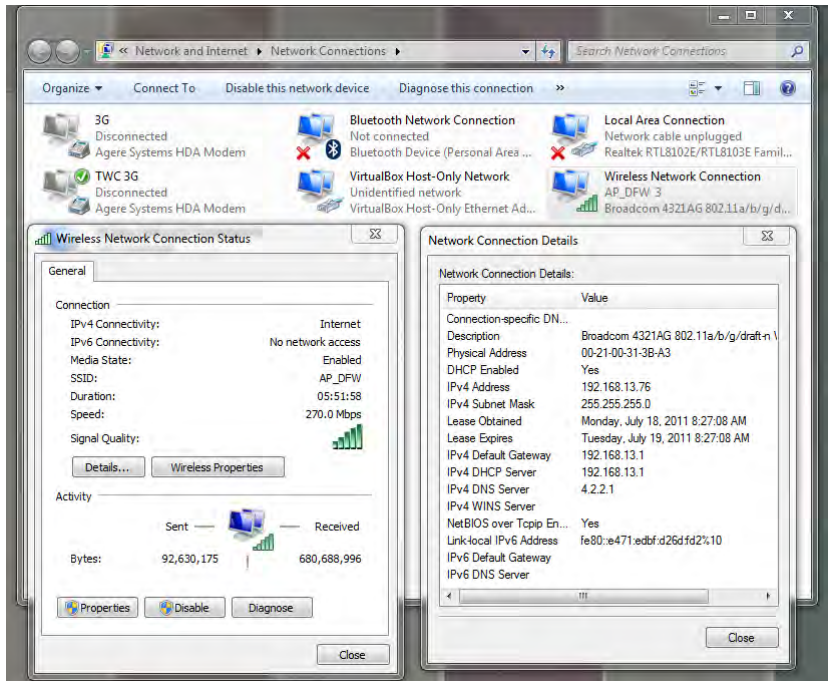 « Network and Internet ▸ Network Connections ▸
Search Network Connections
Organize ▾ Connect To Disable this network device Diagnose this connection »
3G
Disconnected
Agere Systems HDA Modem
Bluetooth Network Connection
Not connected
Bluetooth Device (Personal Area ...
Local Area Connection
Network cable unplugged
Realtek RTL8102E/RTL8103E Famil...
TWC 3G
Disconnected
Agere Systems HDA Modem
VirtualBox Host-Only Network
Unidentified network
VirtualBox Host-Only Ethernet Ad...
Wireless Network Connection
AP_DFW 3
Broadcom 4321AG 802.11a/b/g/d...
Wireless Network Connection Status
General
Connection
IPv4 Connectivity: Internet
IPv6 Connectivity: No network access
Media State: Enabled
SSID: AP_DFW
Duration: 05:51:58
Speed: 270.0 Mbps
Signal Quality:
Details... Wireless Properties
Activity
Sent — Received
Bytes: 92,630,175 680,688,996
Properties Disable Diagnose
Close
Network Connection Details
Network Connection Details:
Property Value
Connection-specific DN...
Description Broadcom 4321AG 802.11a/b/g/draft-n \
Physical Address 00-21-00-31-3B-A3
DHCP Enabled Yes
IPv4 Address 192.168.13.76
IPv4 Subnet Mask 255.255.255.0
Lease Obtained Monday, July 18, 2011 8:27:08 AM
Lease Expires Tuesday, July 19, 2011 8:27:08 AM
IPv4 Default Gateway 192.168.13.1
IPv4 DHCP Server 192.168.13.1
IPv4 DNS Server 4.2.2.1
IPv4 WINS Server
NetBIOS over Tcpip En... Yes
Link-local IPv6 Address fe80::e471:edbf:d26d:fd2%10
IPv6 Default Gateway
IPv6 DNS Server
Close